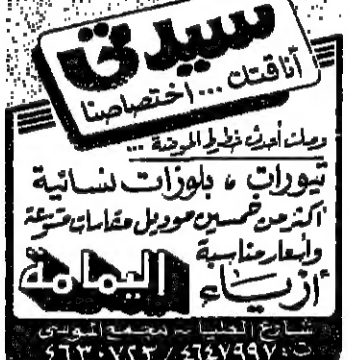 سيدتي
أناقتك ... اختصاصنا
وصلت أحدث خطوط الموضة ...
تيورات ، بلوزات نسائية
أكثر من خمسين موديل مقاسات متنوعة
وأسعار مناسبة
أزياء اليمامة
شارع العليا - مجمع الموسى
ت: ٤٦٤٧٩٩٧ / ٤٦٣٠٧٢٣